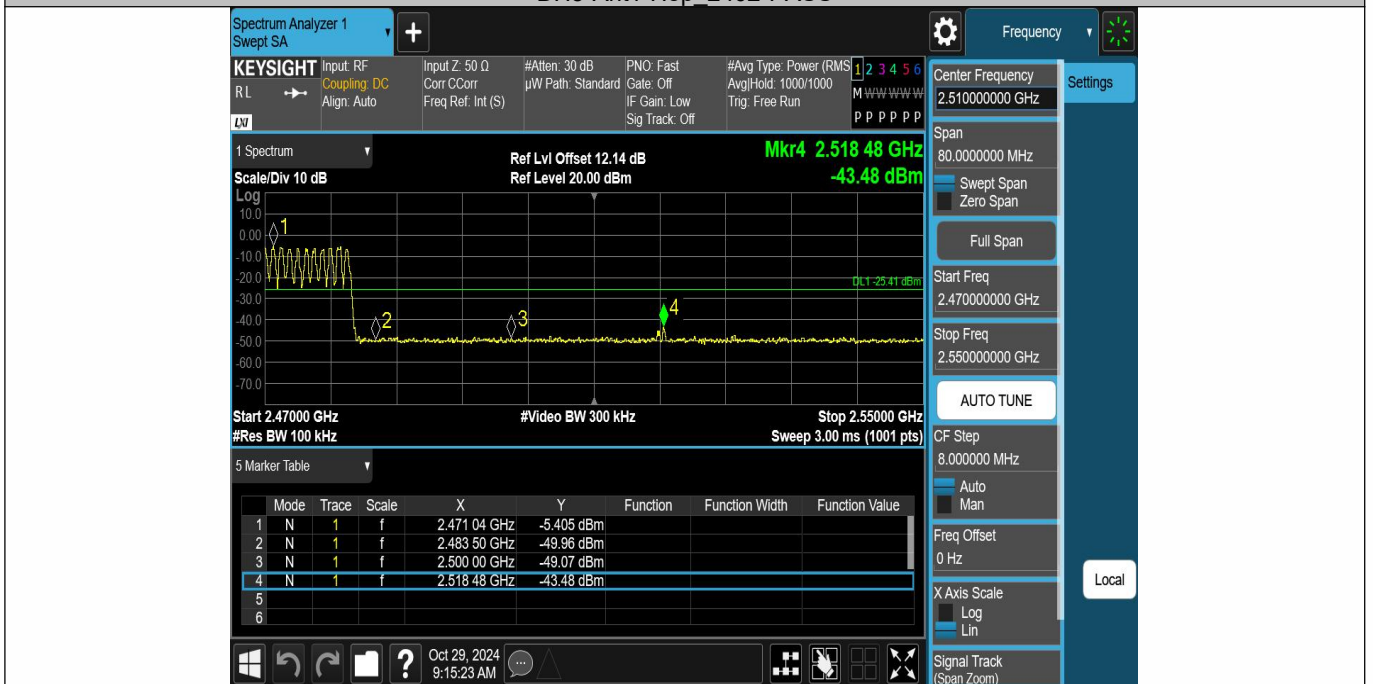 Spectrum Analyzer 1
Swept SA
+
Frequency
KEYSIGHT Input: RF Input Z: 50 Ω #Atten: 30 dB PNO: Fast #Avg Type: Power (RMS 1 2 3 4 5 6
RL Coupling: DC Corr CCorr µW Path: Standard Gate: Off Avg|Hold: 1000/1000 M W W W W W
Align: Auto Freq Ref: Int (S) IF Gain: Low Trig: Free Run
LXI Sig Track: Off P P P P P P
1 Spectrum
Ref Lvl Offset 12.14 dB
Mkr4 2.518 48 GHz
Scale/Div 10 dB
Ref Level 20.00 dBm
-43.48 dBm
Log
10.0
0.00
-10.0
-20.0
-30.0
-40.0
-50.0
-60.0
-70.0
1
2
3
4
DL1 -25.41 dBm
Start 2.47000 GHz #Video BW 300 kHz Stop 2.55000 GHz
#Res BW 100 kHz Sweep 3.00 ms (1001 pts)
5 Marker Table
Mode Trace Scale X Y Function Function Width Function Value
1 N 1 f 2.471 04 GHz -5.405 dBm
2 N 1 f 2.483 50 GHz -49.96 dBm
3 N 1 f 2.500 00 GHz -49.07 dBm
4 N 1 f 2.518 48 GHz -43.48 dBm
5
6
?
Oct 29, 2024
9:15:23 AM
Center Frequency
2.510000000 GHz
Settings
Span
80.0000000 MHz
Swept Span
Zero Span
Full Span
Start Freq
2.470000000 GHz
Stop Freq
2.550000000 GHz
AUTO TUNE
CF Step
8.000000 MHz
Auto
Man
Freq Offset
0 Hz
Local
X Axis Scale
Log
Lin
Signal Track
(Span Zoom)